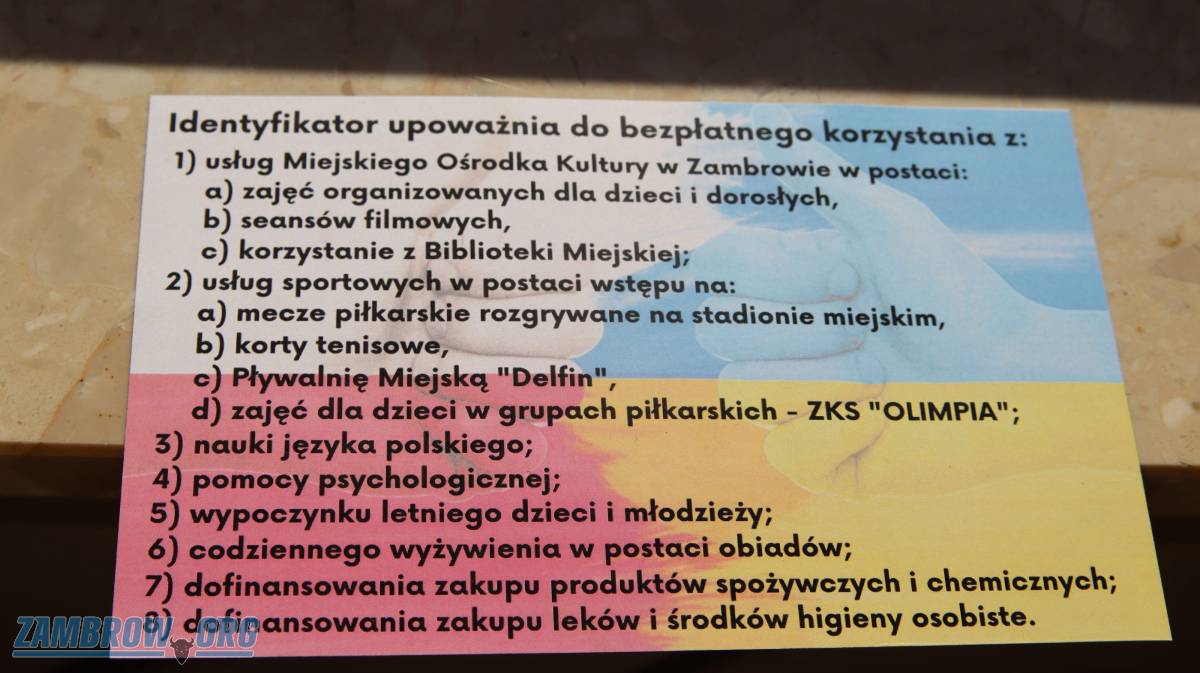 Identyfikator upoważnia do bezpłatnego korzystania z:
1) usług Miejskiego Ośrodka Kultury w Zambrowie w postaci:
a) zajęć organizowanych dla dzieci i dorosłych,
b) seansów filmowych,
c) korzystanie z Biblioteki Miejskiej;
2) usług sportowych w postaci wstępu na:
a) mecze piłkarskie rozgrywane na stadionie miejskim,
b) korty tenisowe,
c) Pływalnię Miejską "Delfin",
d) zajęć dla dzieci w grupach piłkarskich - ZKS "OLIMPIA";
3) nauki języka polskiego;
4) pomocy psychologicznej;
5) wypoczynku letniego dzieci i młodzieży;
6) codziennego wyżywienia w postaci obiadów;
7) dofinansowania zakupu produktów spożywczych i chemicznych;
8) dofinansowania zakupu leków i środków higieny osobiste.
ZAMBROW.ORG